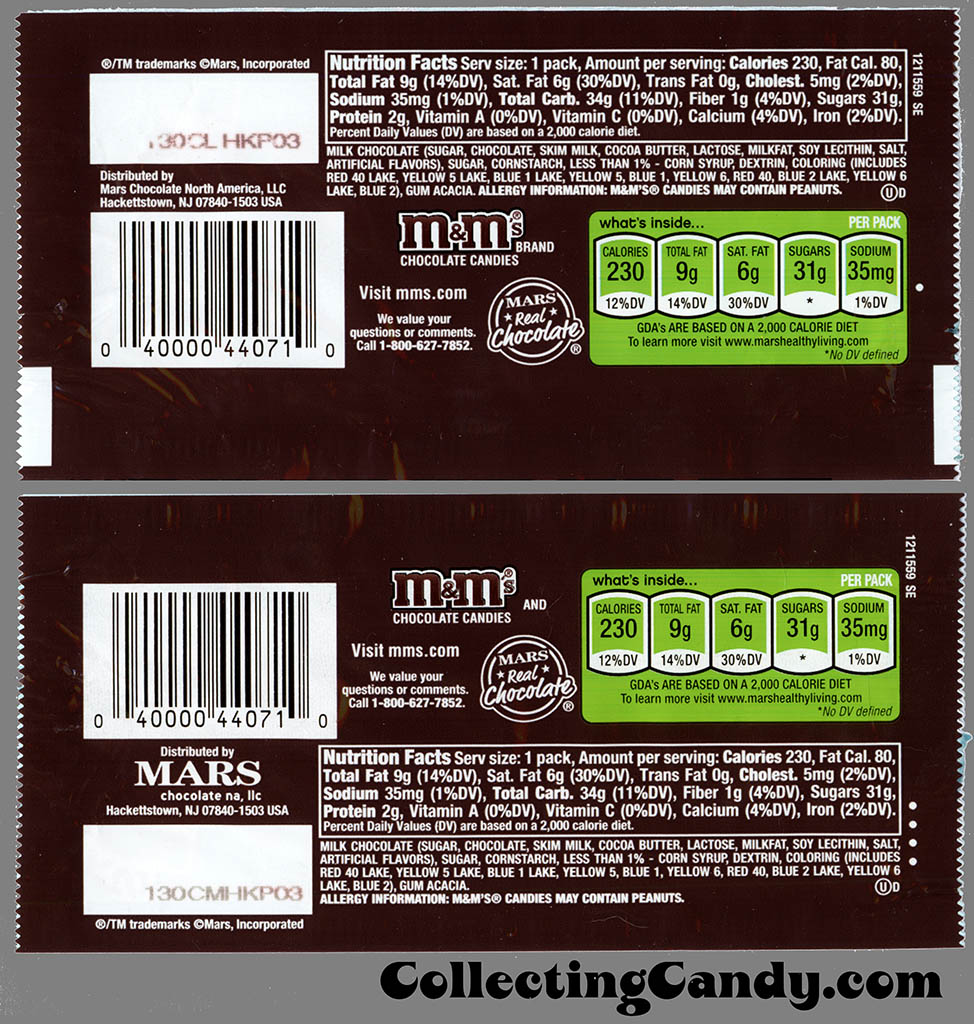 ®/TM trademarks ©Mars, Incorporated
130CL HKP03
Distributed by
Mars Chocolate North America, LLC
Hackettstown, NJ 07840-1503 USA
0 40000 44071 0
Nutrition Facts Serv size: 1 pack, Amount per serving: Calories 230, Fat Cal. 80,
Total Fat 9g (14%DV), Sat. Fat 6g (30%DV), Trans Fat 0g, Cholest. 5mg (2%DV),
Sodium 35mg (1%DV), Total Carb. 34g (11%DV), Fiber 1g (4%DV), Sugars 31g,
Protein 2g, Vitamin A (0%DV), Vitamin C (0%DV), Calcium (4%DV), Iron (2%DV).
Percent Daily Values (DV) are based on a 2,000 calorie diet.
MILK CHOCOLATE (SUGAR, CHOCOLATE, SKIM MILK, COCOA BUTTER, LACTOSE, MILKFAT, SOY LECITHIN, SALT,
ARTIFICIAL FLAVORS), SUGAR, CORNSTARCH, LESS THAN 1% - CORN SYRUP, DEXTRIN, COLORING (INCLUDES
RED 40 LAKE, YELLOW 5 LAKE, BLUE 1 LAKE, YELLOW 5, BLUE 1, YELLOW 6, RED 40, BLUE 2 LAKE, YELLOW 6
LAKE, BLUE 2), GUM ACACIA. ALLERGY INFORMATION: M&M'S® CANDIES MAY CONTAIN PEANUTS.
UD
1211559 SE
m&m's® BRAND
CHOCOLATE CANDIES
Visit mms.com
We value your
questions or comments.
Call 1-800-627-7852.
MARS
Real
Chocolate®
what's inside... PER PACK
CALORIES TOTAL FAT SAT. FAT SUGARS SODIUM
230 9g 6g 31g 35mg
12%DV 14%DV 30%DV * 1%DV
GDA's ARE BASED ON A 2,000 CALORIE DIET
To learn more visit www.marshealthyliving.com
*No DV defined
0 40000 44071 0
m&m's® AND
CHOCOLATE CANDIES
Visit mms.com
We value your
questions or comments.
Call 1-800-627-7852.
MARS
Real
Chocolate®
what's inside... PER PACK
CALORIES TOTAL FAT SAT. FAT SUGARS SODIUM
230 9g 6g 31g 35mg
12%DV 14%DV 30%DV * 1%DV
GDA's ARE BASED ON A 2,000 CALORIE DIET
To learn more visit www.marshealthyliving.com
*No DV defined
1211559 SE
Distributed by
MARS
chocolate na, llc
Hackettstown, NJ 07840-1503 USA
130CMHKP03
®/TM trademarks ©Mars, Incorporated
Nutrition Facts Serv size: 1 pack, Amount per serving: Calories 230, Fat Cal. 80,
Total Fat 9g (14%DV), Sat. Fat 6g (30%DV), Trans Fat 0g, Cholest. 5mg (2%DV),
Sodium 35mg (1%DV), Total Carb. 34g (11%DV), Fiber 1g (4%DV), Sugars 31g,
Protein 2g, Vitamin A (0%DV), Vitamin C (0%DV), Calcium (4%DV), Iron (2%DV).
Percent Daily Values (DV) are based on a 2,000 calorie diet.
MILK CHOCOLATE (SUGAR, CHOCOLATE, SKIM MILK, COCOA BUTTER, LACTOSE, MILKFAT, SOY LECITHIN, SALT,
ARTIFICIAL FLAVORS), SUGAR, CORNSTARCH, LESS THAN 1% - CORN SYRUP, DEXTRIN, COLORING (INCLUDES
RED 40 LAKE, YELLOW 5 LAKE, BLUE 1 LAKE, YELLOW 5, BLUE 1, YELLOW 6, RED 40, BLUE 2 LAKE, YELLOW 6
LAKE, BLUE 2), GUM ACACIA.
ALLERGY INFORMATION: M&M'S® CANDIES MAY CONTAIN PEANUTS.
UD
CollectingCandy.com